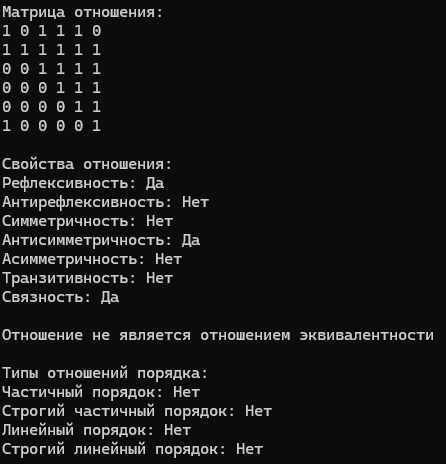 Матрица отношения:
1 0 1 1 1 0
1 1 1 1 1 1
0 0 1 1 1 1
0 0 0 1 1 1
0 0 0 0 1 1
1 0 0 0 0 1
Свойства отношения:
Рефлексивность: Да
Антирефлексивность: Нет
Симметричность: Нет
Антисимметричность: Да
Асимметричность: Нет
Транзитивность: Нет
Связность: Да
Отношение не является отношением эквивалентности
Типы отношений порядка:
Частичный порядок: Нет
Строгий частичный порядок: Нет
Линейный порядок: Нет
Строгий линейный порядок: Нет